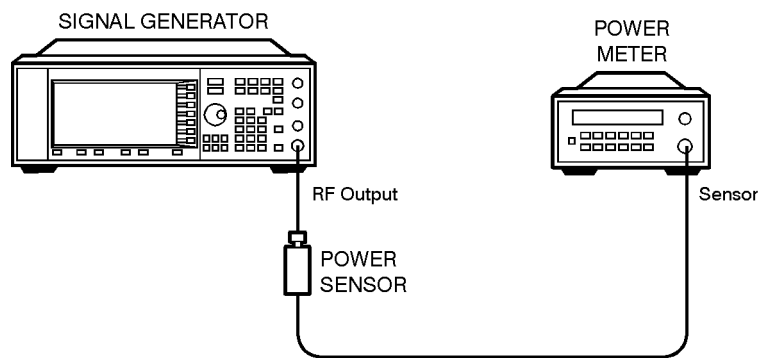 SIGNAL GENERATOR
POWER
METER
RF Output
Sensor
POWER
SENSOR